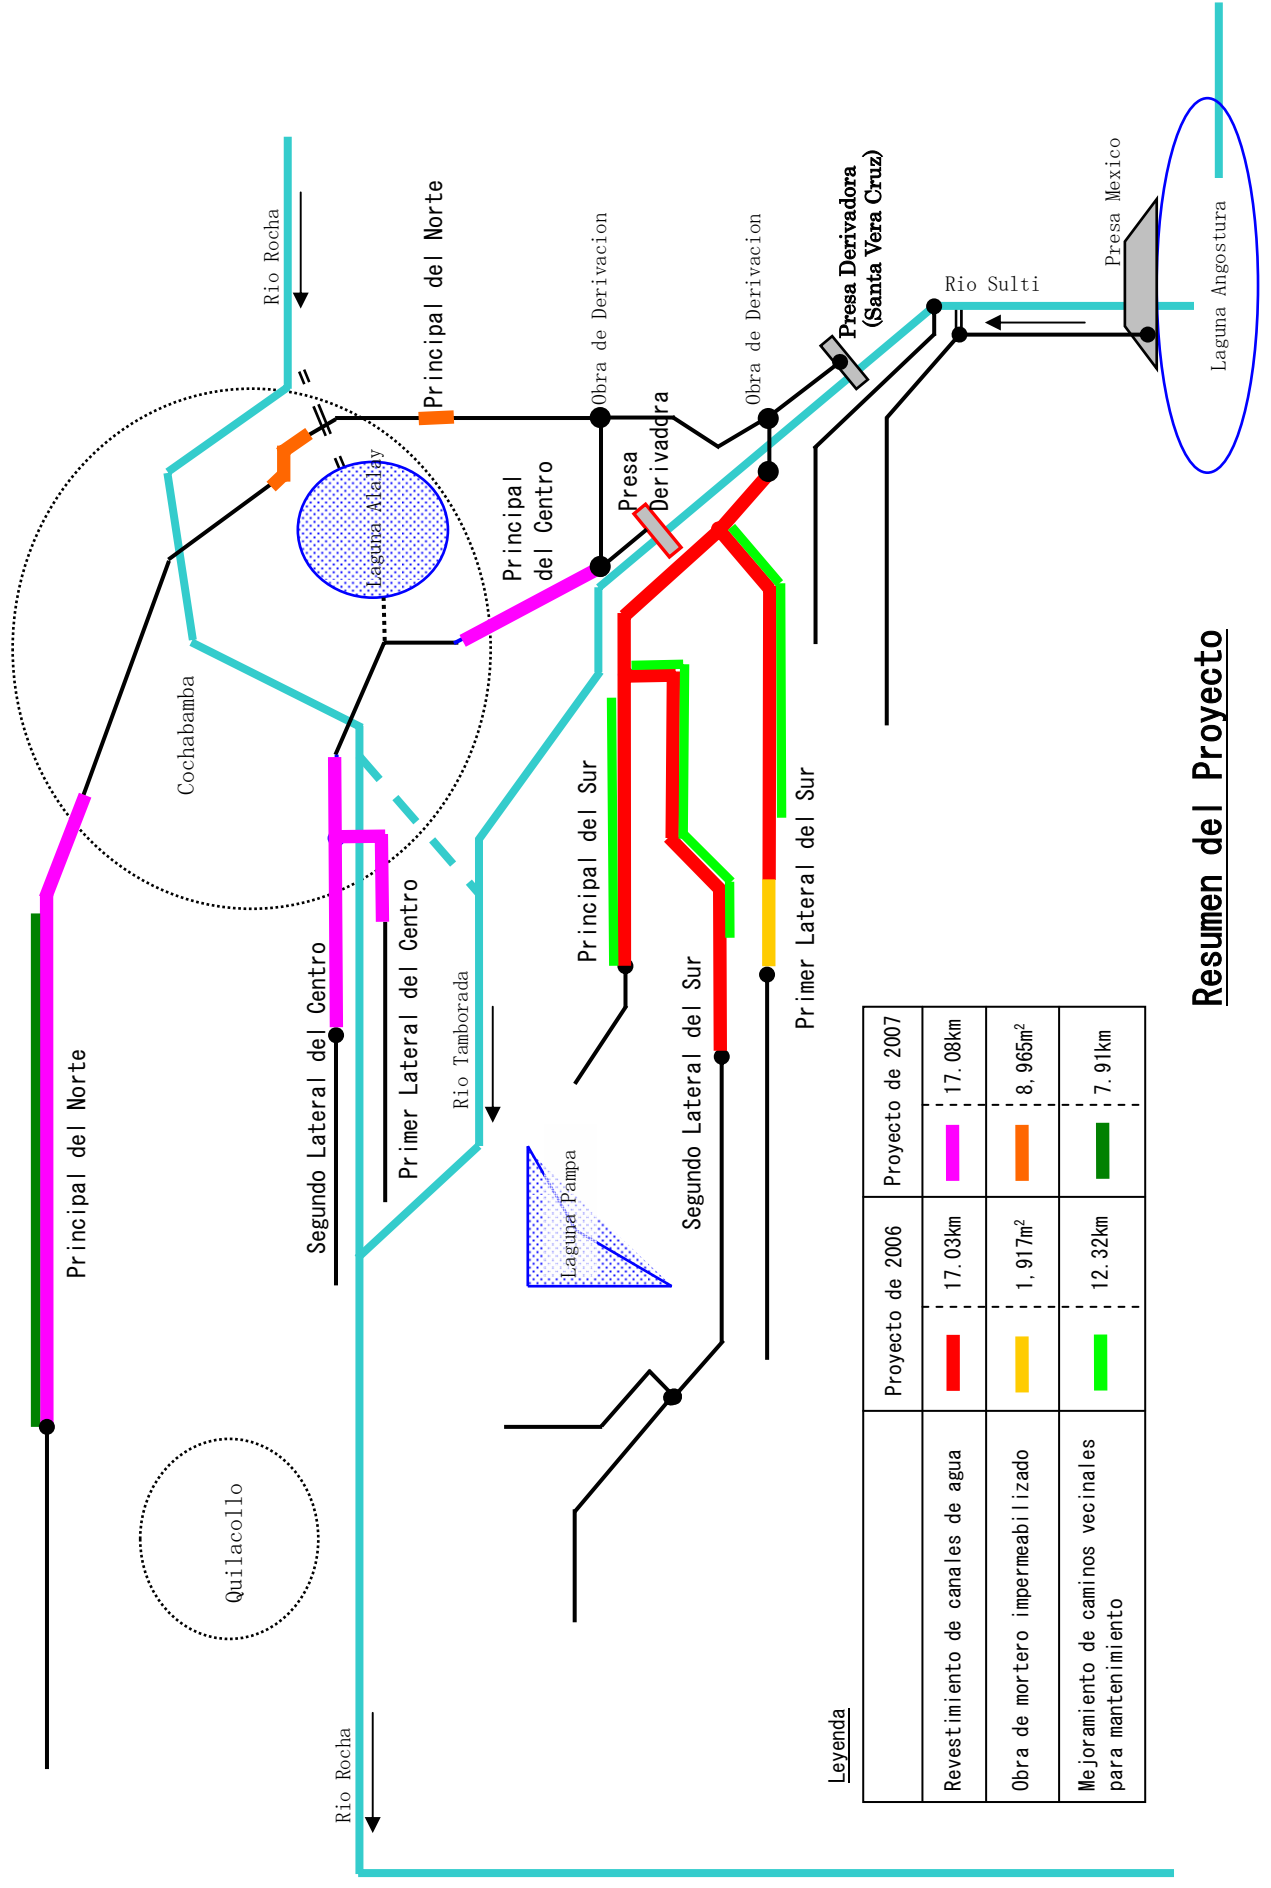 Rio Rocha
Principal del Norte
Obra de Derivacion
Obra de Derivacion
Presa Derivadora
(Santa Vera Cruz)
Rio Sulti
Presa Mexico
Laguna Angostura
Laguna Alalay
Principal
del Centro
Presa
Derivadora
Cochabamba
Principal del Norte
Segundo Lateral del Centro
Primer Lateral del Centro
Rio Tamborada
Principal del Sur
Segundo Lateral del Sur
Primer Lateral del Sur
Laguna Pampa
Quilacollo
Rio Rocha
Resumen del Proyecto
Leyenda
Proyecto de 2006 Proyecto de 2007
Revestimiento de canales de agua 17.03km 17.08km
Obra de mortero impermeabilizado 1,917m² 8,965m²
Mejoramiento de caminos vecinales
para mantenimiento 12.32km 7.91km